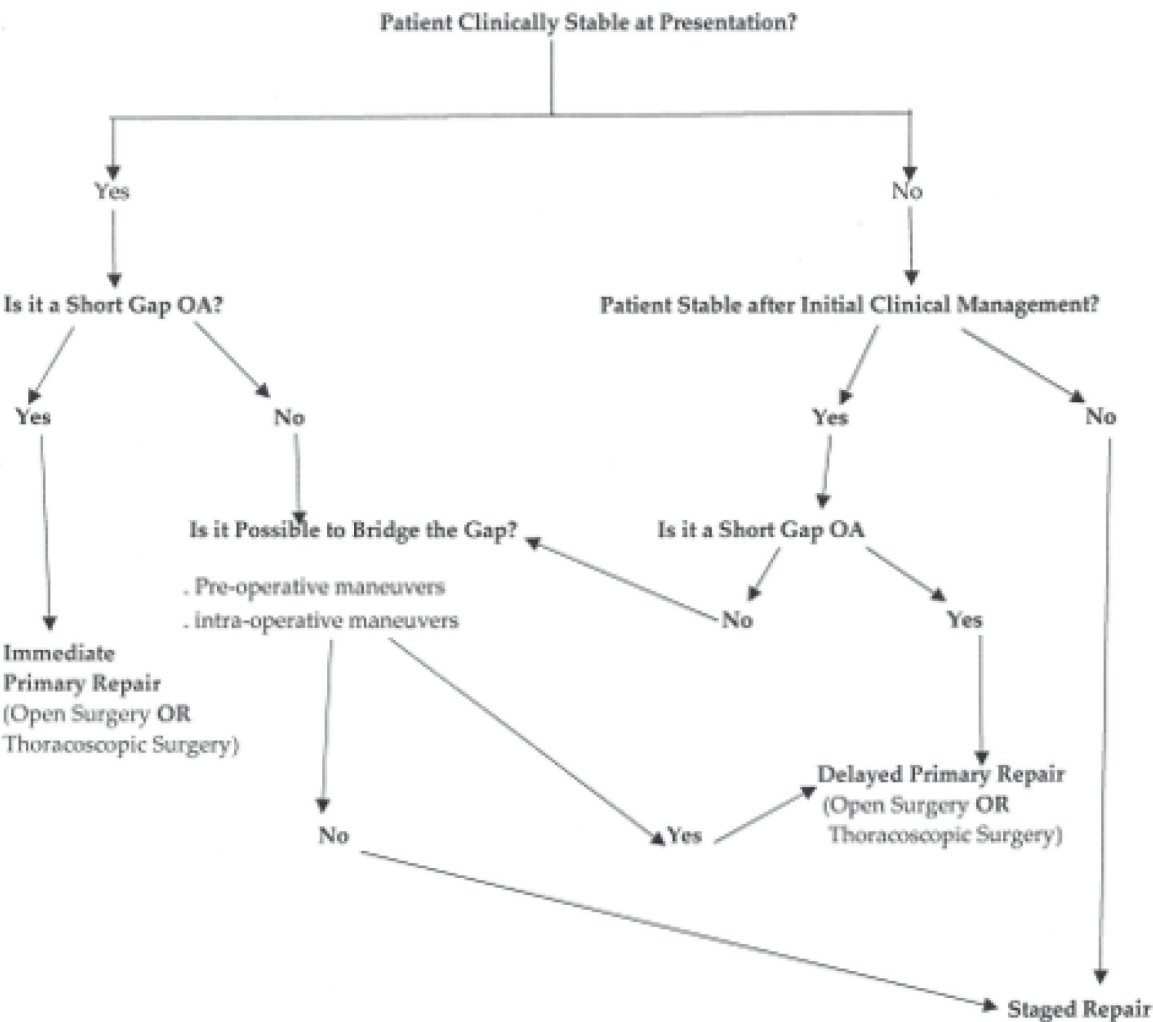 Patient Clinically Stable at Presentation?
Yes
No
Is it a Short Gap OA?
Patient Stable after Initial Clinical Management?
Yes
No
Yes
No
Is it Possible to Bridge the Gap?
Is it a Short Gap OA
. Pre-operative maneuvers
. intra-operative maneuvers
No
Yes
Immediate
Primary Repair
(Open Surgery OR
Thoracoscopic Surgery)
Delayed Primary Repair
(Open Surgery OR
Thoracoscopic Surgery)
No
Yes
Staged Repair